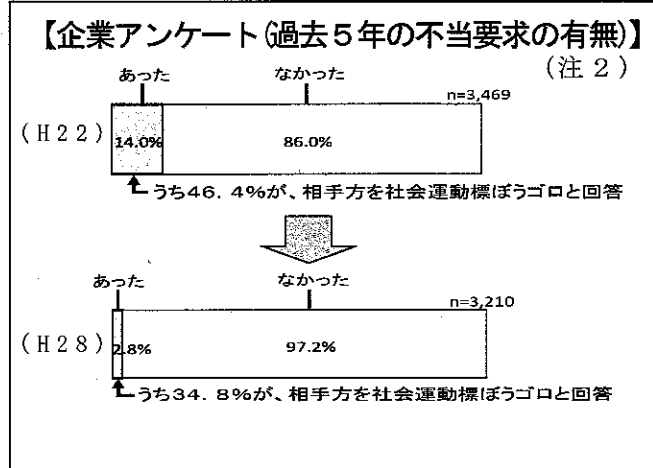 【企業アンケート(過去5年の不当要求の有無)】
(注2)
あった
なかった
n=3,469
(H22)
14.0%
86.0%
うち46.4%が、相手方を社会運動標ぼうゴロと回答
あった
なかった
n=3,210
(H28)
2.8%
97.2%
うち34.8%が、相手方を社会運動標ぼうゴロと回答